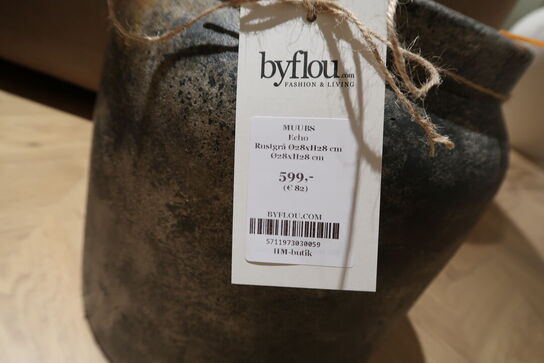 byflou.com
FASHION & LIVING
MUUBS
Echo
Rustgrå Ø28xH28 cm
Ø28xH28 cm
599,-
(€ 82)
BYFLOU.COM
5711973030059
HM-butik